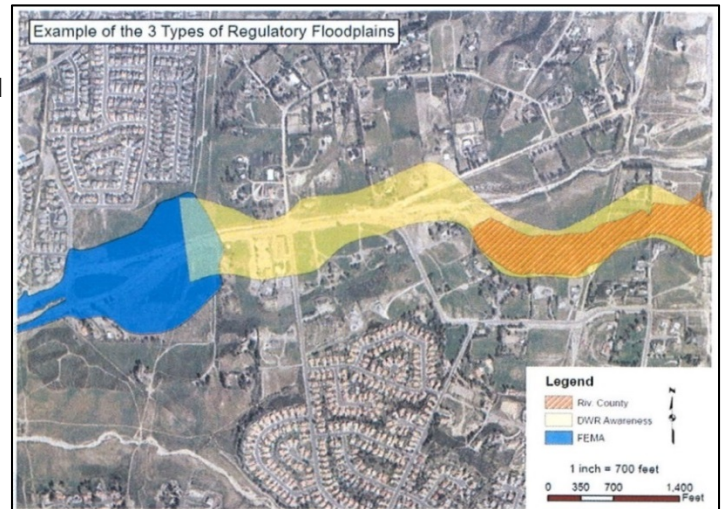 Example of the 3 Types of Regulatory Floodplains
Legend
Riv. County
DWR Awareness
FEMA
N
1 inch = 700 feet
0 350 700 1,400
Feet